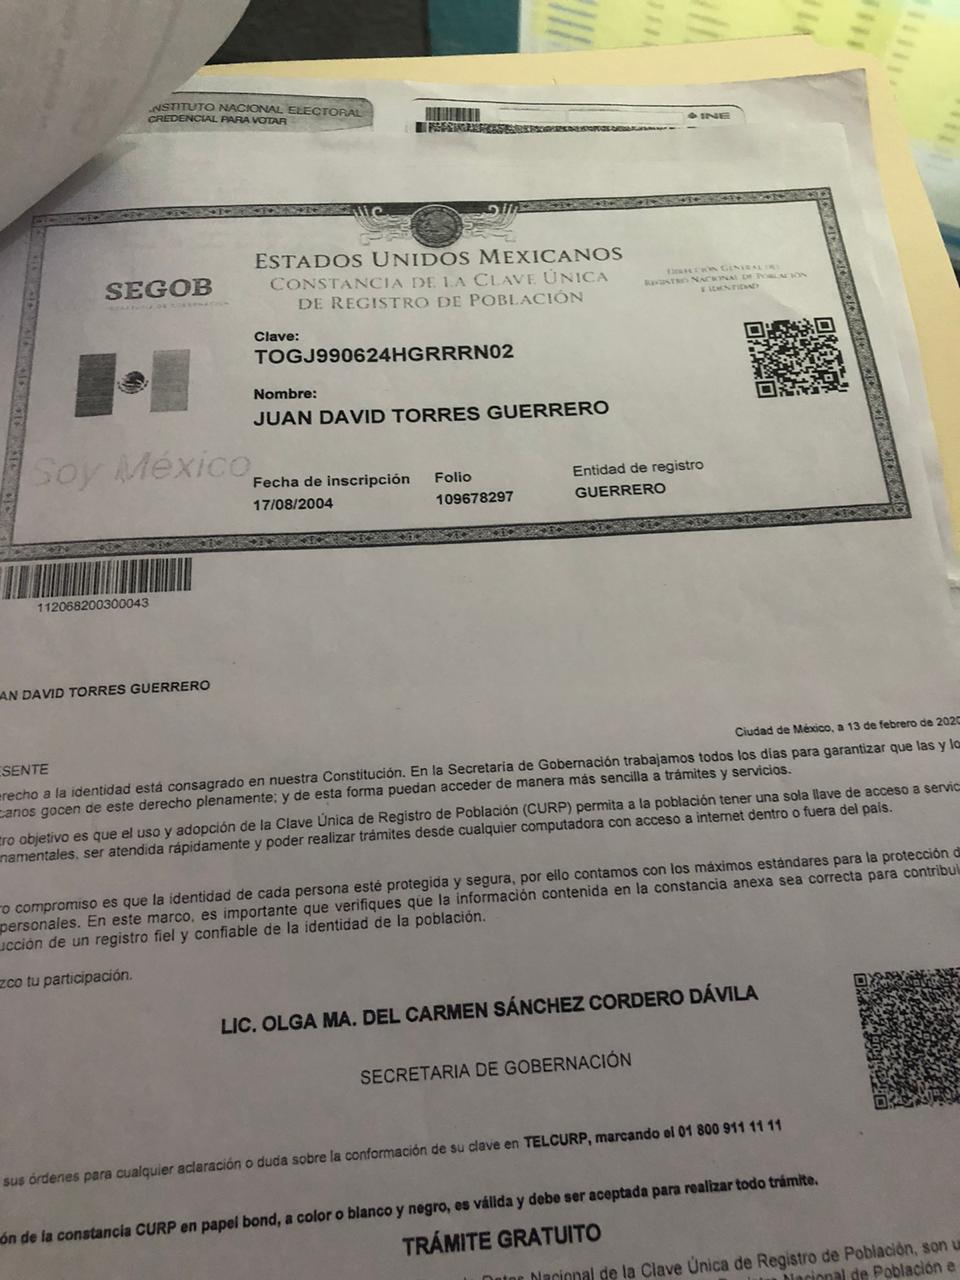 INSTITUTO NACIONAL ELECTORAL
CREDENCIAL PARA VOTAR
INE
ESTADOS UNIDOS MEXICANOS
CONSTANCIA DE LA CLAVE ÚNICA
DE REGISTRO DE POBLACIÓN
SEGOB
DIRECCIÓN GENERAL DEL
REGISTRO NACIONAL DE POBLACIÓN
E IDENTIDAD
Clave:
TOGJ990624HGRRRN02
Nombre:
JUAN DAVID TORRES GUERRERO
Soy México
Fecha de inscripción
17/08/2004
Folio
109678297
Entidad de registro
GUERRERO
112068200300043
AN DAVID TORRES GUERRERO
Ciudad de México, a 13 de febrero de 2020
ESENTE
erecho a la identidad está consagrado en nuestra Constitución. En la Secretaría de Gobernación trabajamos todos los días para garantizar que las y lo
canos gocen de este derecho plenamente; y de esta forma puedan acceder de manera más sencilla a trámites y servicios.
tro objetivo es que el uso y adopción de la Clave Única de Registro de Población (CURP) permita a la población tener una sola llave de acceso a servic
namentales, ser atendida rápidamente y poder realizar trámites desde cualquier computadora con acceso a internet dentro o fuera del país.
ro compromiso es que la identidad de cada persona esté protegida y segura, por ello contamos con los máximos estándares para la protección d
personales. En este marco, es importante que verifiques que la información contenida en la constancia anexa sea correcta para contribui
ucción de un registro fiel y confiable de la identidad de la población.
zco tu participación.
LIC. OLGA MA. DEL CARMEN SÁNCHEZ CORDERO DÁVILA
SECRETARIA DE GOBERNACIÓN
sus órdenes para cualquier aclaración o duda sobre la conformación de su clave en TELCURP, marcando el 01 800 911 11 11
ón de la constancia CURP en papel bond, a color o blanco y negro, es válida y debe ser aceptada para realizar todo trámite.
TRÁMITE GRATUITO
Datos Nacional de la Clave Única de Registro de Población, son u
Nacional de Población e